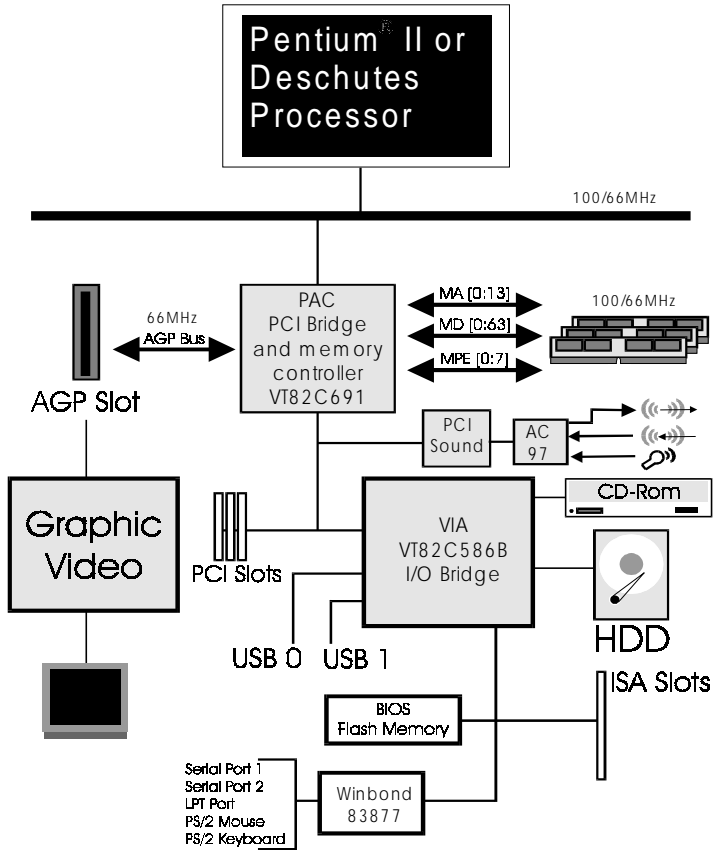 Pentium® II or
Deschutes
Processor
100/66MHz
PAC
PCI Bridge
and memory
controller
VT82C691
66MHz
AGP Bus
MA [0:13]
MD [0:63]
MPE [0:7]
100/66MHz
AGP Slot
PCI
Sound
AC
97
CD-Rom
Graphic
Video
PCI Slots
VIA
VT82C586B
I/O Bridge
HDD
USB 0
USB 1
ISA Slots
BIOS
Flash Memory
Serial Port 1
Serial Port 2
LPT Port
PS/2 Mouse
PS/2 Keyboard
Winbond
83877